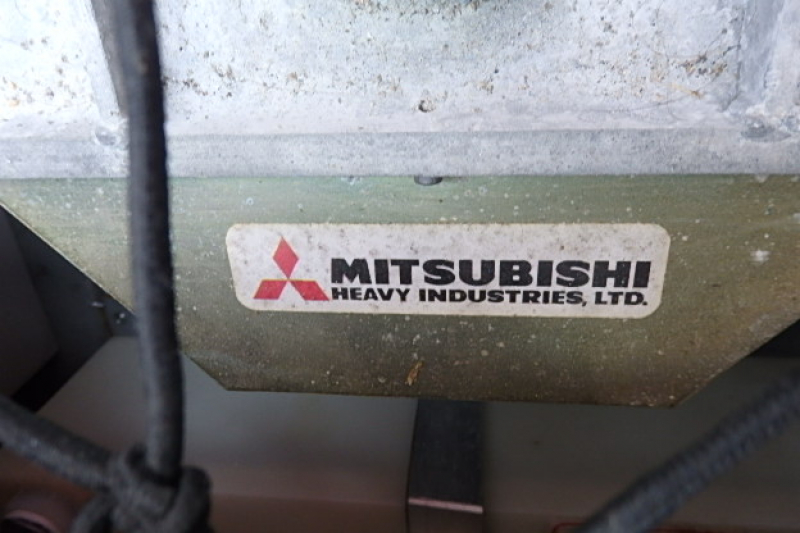 MITSUBISHI
HEAVY INDUSTRIES, LTD.